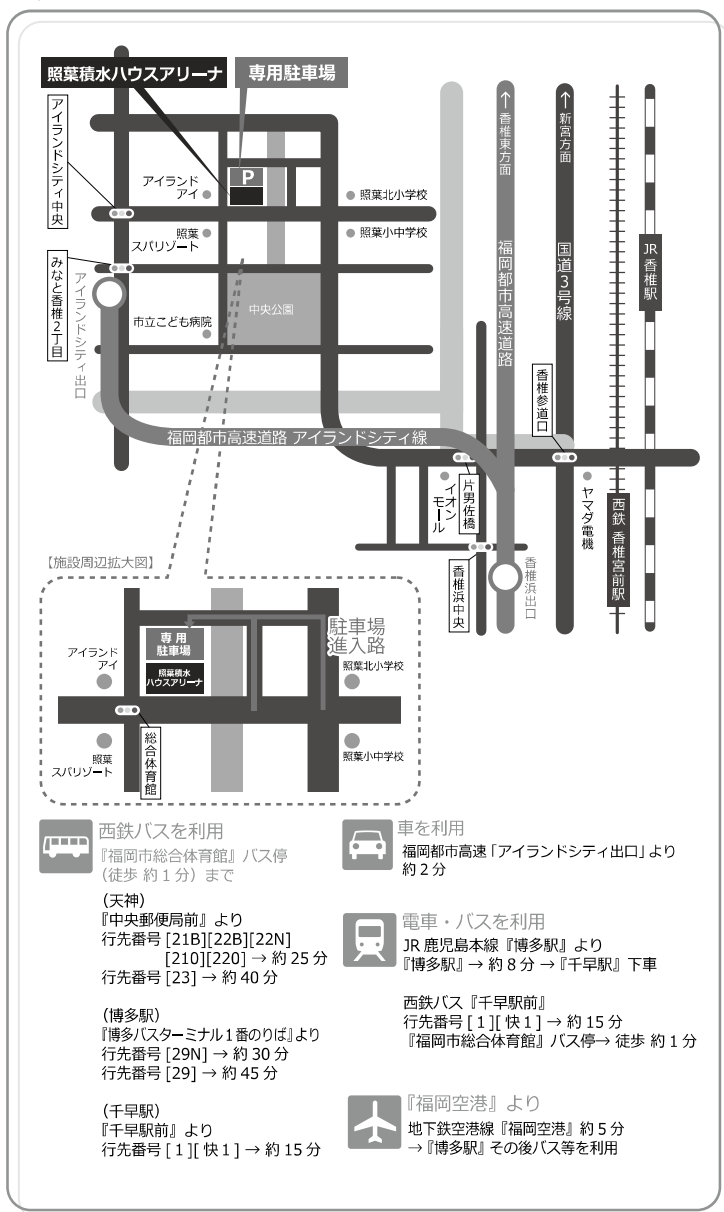 照葉積水ハウスアリーナ
専用駐車場
アイランドシティ中央
みなと香椎2丁目
アイランドシティ出口
アイランド
アイ
P
照葉北小学校
照葉
スパリゾート
照葉小中学校
市立こども病院
中央公園
↑香椎東方面
福岡都市高速道路
↑新宮方面
国道3号線
JR香椎駅
香椎参道口
福岡都市高速道路 アイランドシティ線
イオン
モール
片男佐橋
ヤマダ電機
西鉄 香椎宮前駅
香椎浜中央
香椎浜出口
【施設周辺拡大図】
専用
駐車場
照葉積水
ハウスアリーナ
駐車場
進入路
アイランド
アイ
照葉北小学校
総合体育館
照葉
スパリゾート
照葉小中学校
西鉄バスを利用
『福岡市総合体育館』バス停
（徒歩 約1分）まで
（天神）
『中央郵便局前』より
行先番号 [21B][22B][22N]
[210][220] → 約25分
行先番号 [23] → 約40分
（博多駅）
『博多バスターミナル1番のりば』より
行先番号 [29N] → 約30分
行先番号 [29] → 約45分
（千早駅）
『千早駅前』より
行先番号 [1][快1] → 約15分
車を利用
福岡都市高速「アイランドシティ出口」より
約2分
電車・バスを利用
JR鹿児島本線『博多駅』より
『博多駅』→ 約8分 →『千早駅』下車
西鉄バス『千早駅前』
行先番号 [1][快1] → 約15分
『福岡市総合体育館』バス停→ 徒歩 約1分
『福岡空港』より
地下鉄空港線『福岡空港』約5分
→『博多駅』その後バス等を利用